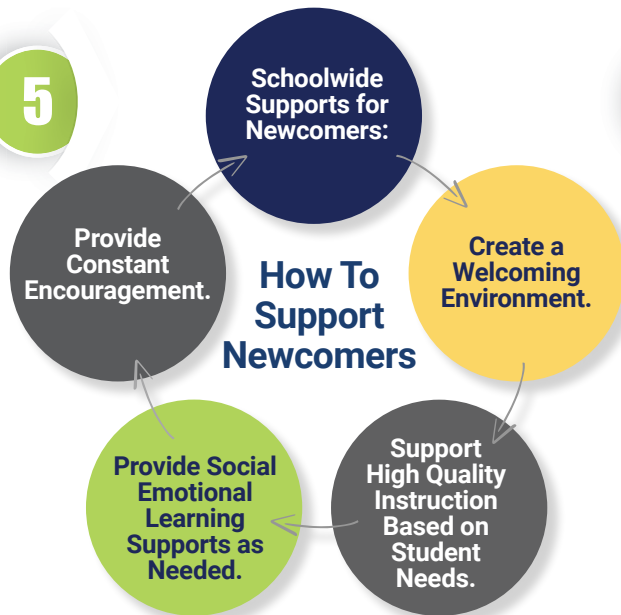 5
Schoolwide
Supports for
Newcomers:
Create a
Welcoming
Environment.
Support
High Quality
Instruction
Based on
Student
Needs.
Provide Social
Emotional
Learning
Supports as
Needed.
Provide
Constant
Encouragement.
How To
Support
Newcomers